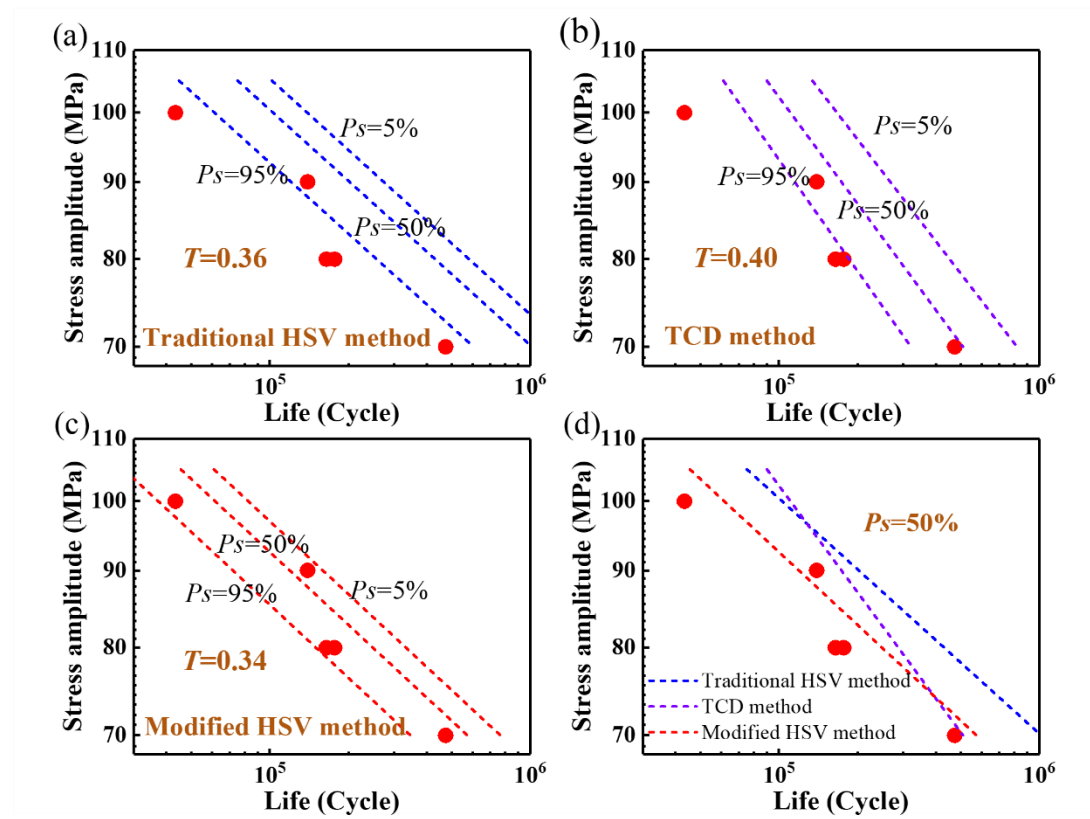 (a)
110
100
90
80
70
Stress amplitude (MPa)
Ps=5%
Ps=95%
Ps=50%
T=0.36
Traditional HSV method
10^5
10^6
Life (Cycle)
(b)
110
100
90
80
70
Stress amplitude (MPa)
Ps=5%
Ps=95%
Ps=50%
T=0.40
TCD method
10^5
10^6
Life (Cycle)
(c)
110
100
90
80
70
Stress amplitude (MPa)
Ps=50%
Ps=95%
Ps=5%
T=0.34
Modified HSV method
10^5
10^6
Life (Cycle)
(d)
110
100
90
80
70
Stress amplitude (MPa)
Ps=50%
Traditional HSV method
TCD method
Modified HSV method
10^5
10^6
Life (Cycle)